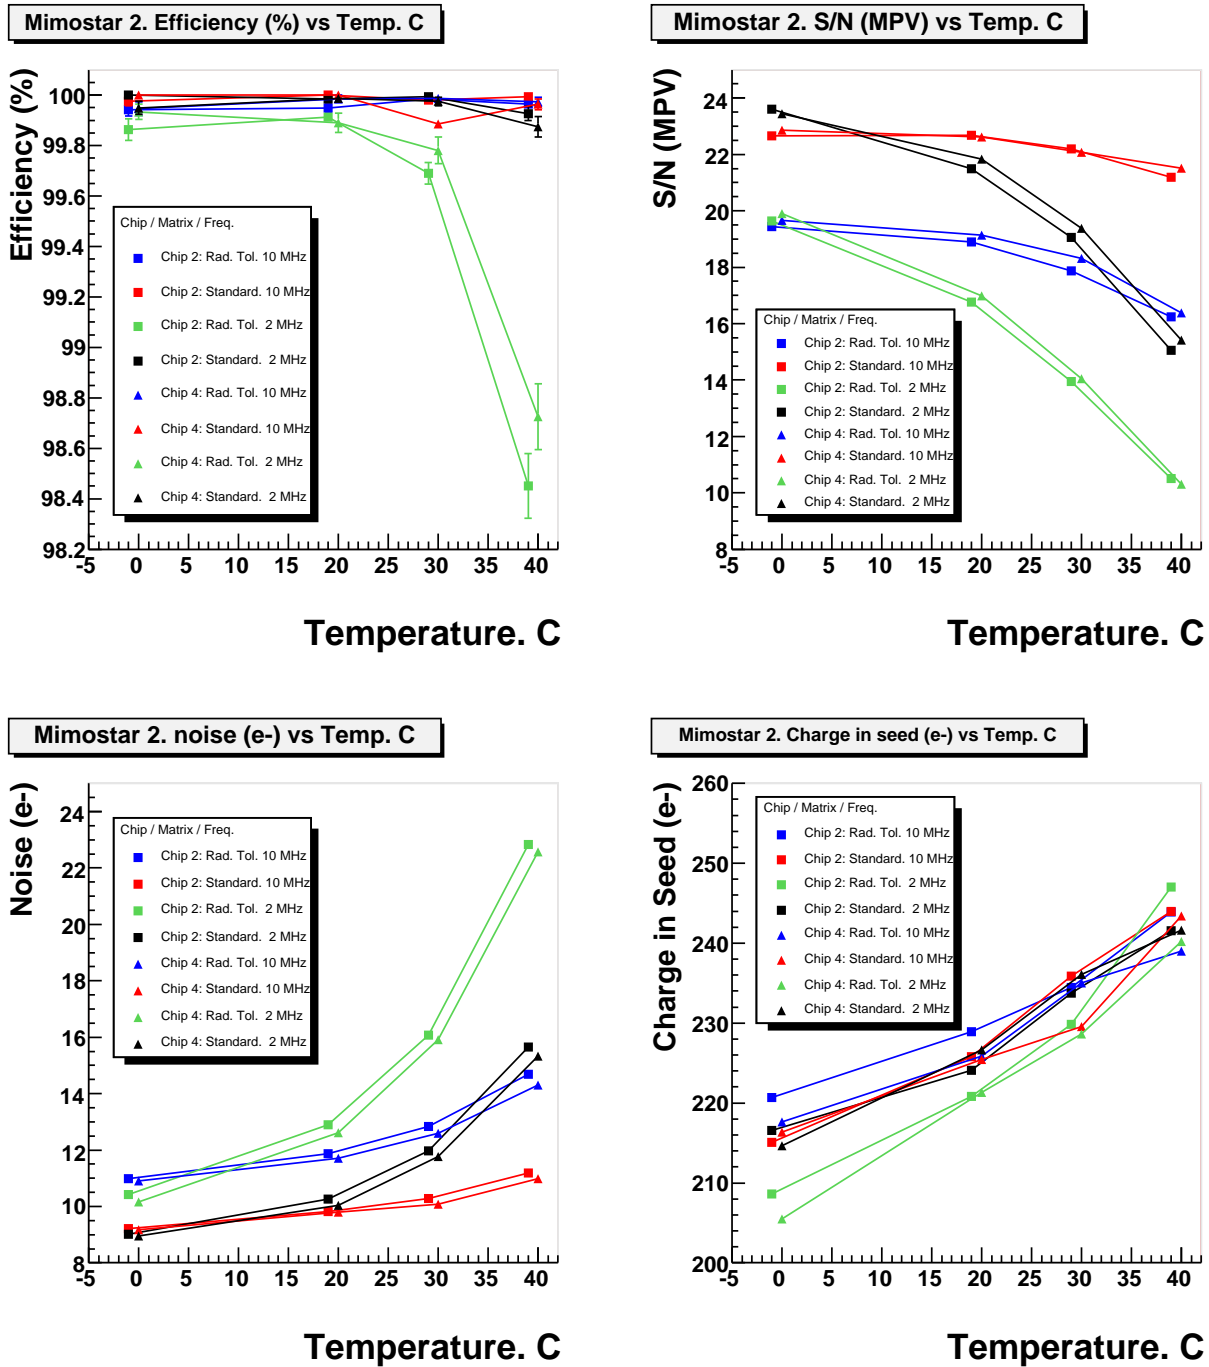 Mimostar 2. Efficiency (%) vs Temp. C
Efficiency (%)
100
99.8
99.6
99.4
99.2
99
98.8
98.6
98.4
98.2
Chip / Matrix / Freq.
Chip 2: Rad. Tol. 10 MHz
Chip 2: Standard. 10 MHz
Chip 2: Rad. Tol. 2 MHz
Chip 2: Standard. 2 MHz
Chip 4: Rad. Tol. 10 MHz
Chip 4: Standard. 10 MHz
Chip 4: Rad. Tol. 2 MHz
Chip 4: Standard. 2 MHz
-5 0 5 10 15 20 25 30 35 40
Temperature. C
Mimostar 2. S/N (MPV) vs Temp. C
S/N (MPV)
24
22
20
18
16
14
12
10
8
Chip / Matrix / Freq.
Chip 2: Rad. Tol. 10 MHz
Chip 2: Standard. 10 MHz
Chip 2: Rad. Tol. 2 MHz
Chip 2: Standard. 2 MHz
Chip 4: Rad. Tol. 10 MHz
Chip 4: Standard. 10 MHz
Chip 4: Rad. Tol. 2 MHz
Chip 4: Standard. 2 MHz
-5 0 5 10 15 20 25 30 35 40
Temperature. C
Mimostar 2. noise (e-) vs Temp. C
Noise (e-)
24
22
20
18
16
14
12
10
8
Chip / Matrix / Freq.
Chip 2: Rad. Tol. 10 MHz
Chip 2: Standard. 10 MHz
Chip 2: Rad. Tol. 2 MHz
Chip 2: Standard. 2 MHz
Chip 4: Rad. Tol. 10 MHz
Chip 4: Standard. 10 MHz
Chip 4: Rad. Tol. 2 MHz
Chip 4: Standard. 2 MHz
-5 0 5 10 15 20 25 30 35 40
Temperature. C
Mimostar 2. Charge in seed (e-) vs Temp. C
Charge in Seed (e-)
260
250
240
230
220
210
200
Chip / Matrix / Freq.
Chip 2: Rad. Tol. 10 MHz
Chip 2: Standard. 10 MHz
Chip 2: Rad. Tol. 2 MHz
Chip 2: Standard. 2 MHz
Chip 4: Rad. Tol. 10 MHz
Chip 4: Standard. 10 MHz
Chip 4: Rad. Tol. 2 MHz
Chip 4: Standard. 2 MHz
-5 0 5 10 15 20 25 30 35 40
Temperature. C